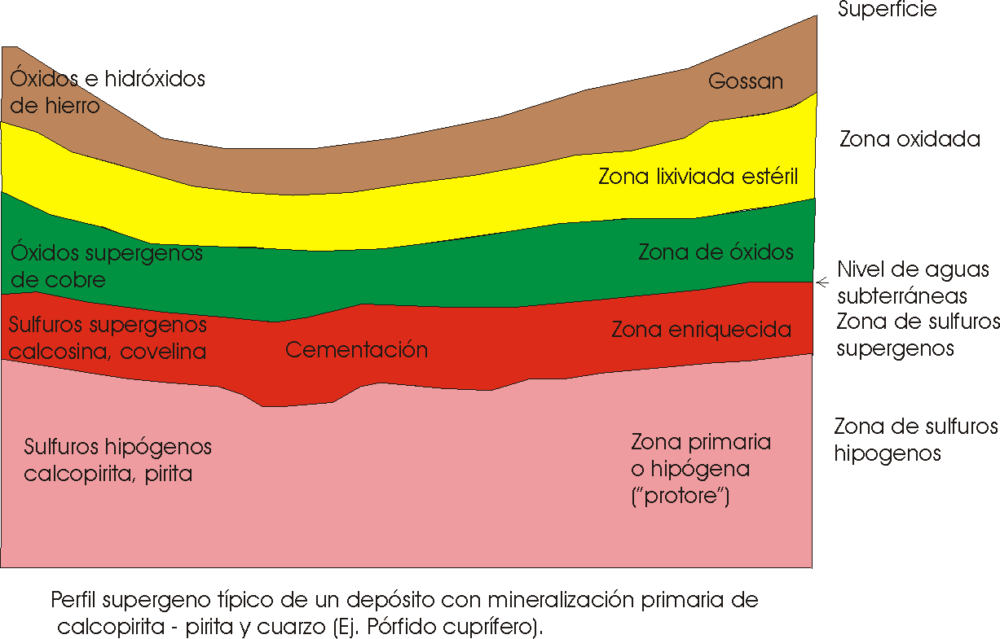 Superficie
Óxidos e hidróxidos
de hierro
Gossan
Zona oxidada
Zona lixiviada estéril
Óxidos supergenos
de cobre
Zona de óxidos
Nivel de aguas
subterráneas
Sulfuros supergenos
calcosina, covelina
Cementación
Zona enriquecida
Zona de sulfuros
supergenos
Sulfuros hipógenos
calcopirita, pirita
Zona primaria
o hipógena
("protore")
Zona de sulfuros
hipogenos
Perfil supergeno típico de un depósito con mineralización primaria de
calcopirita - pirita y cuarzo (Ej. Pórfido cuprífero).